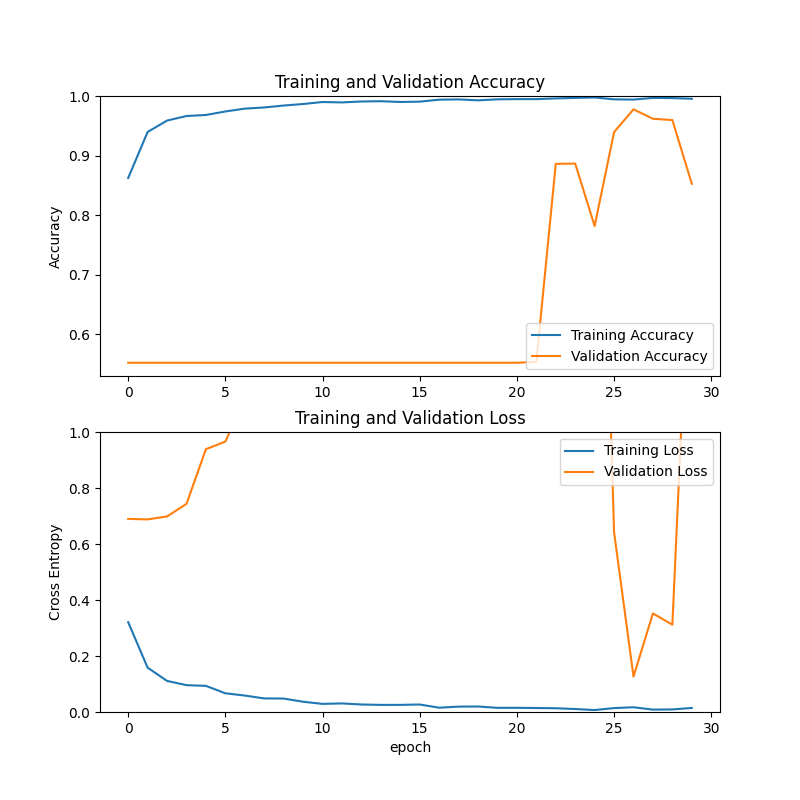 Training and Validation Accuracy
1.0
0.9
0.8
0.7
0.6
Accuracy
Training Accuracy
Validation Accuracy
0 5 10 15 20 25 30
Training and Validation Loss
1.0
0.8
0.6
0.4
0.2
0.0
Cross Entropy
Training Loss
Validation Loss
0 5 10 15 20 25 30
epoch